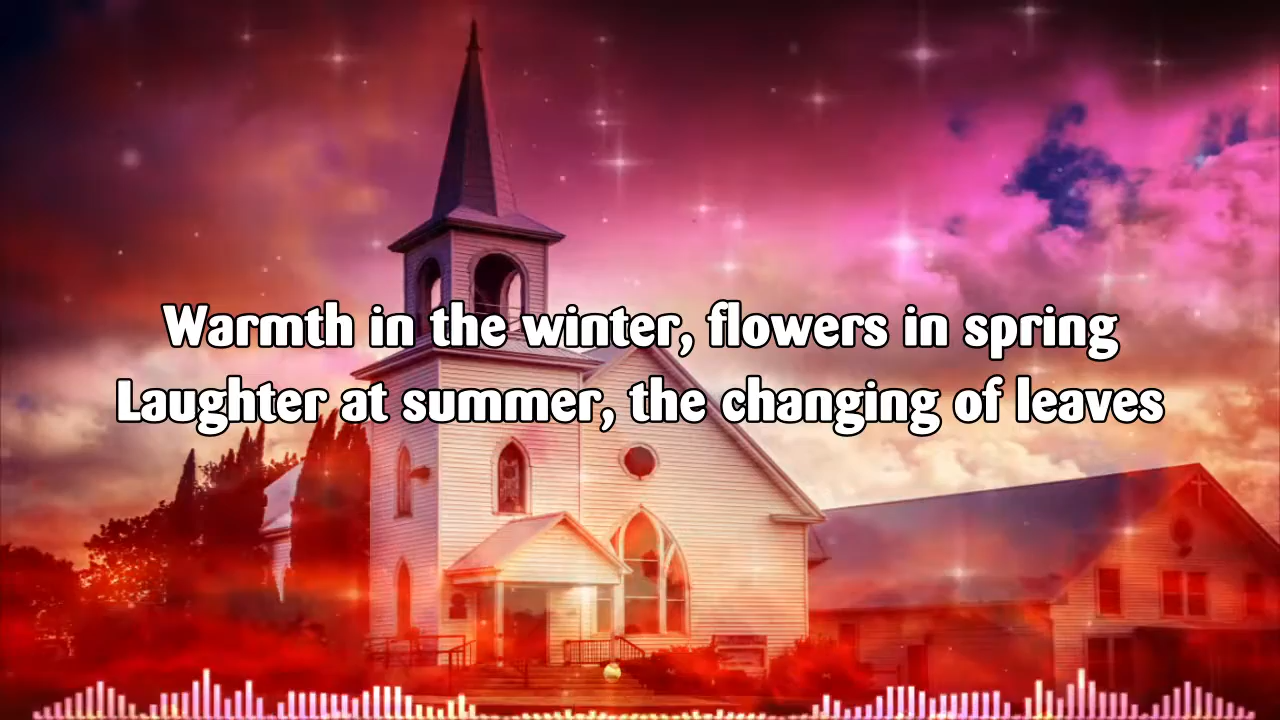 Warmth in the winter, flowers in spring
Laughter at summer, the changing of leaves